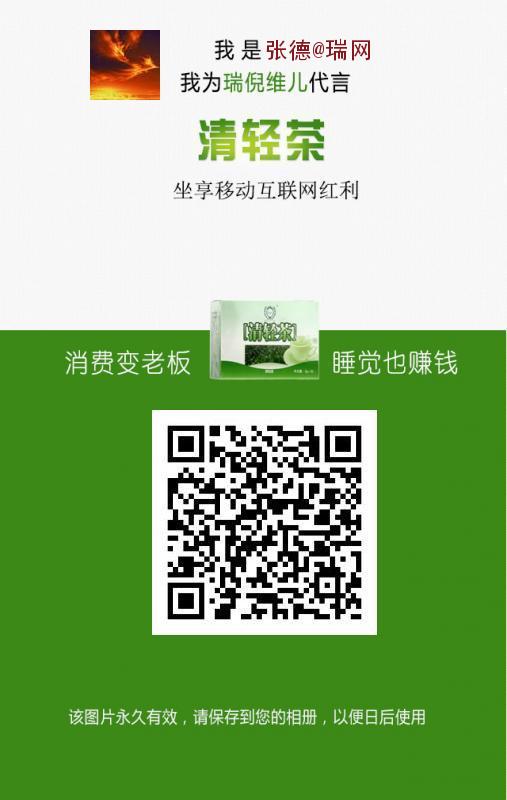 我是张德@瑞网
我为瑞倪维儿代言
清轻茶
坐享移动互联网红利
[清轻茶]
消费变老板
睡觉也赚钱
该图片永久有效，请保存到您的相册，以便日后使用